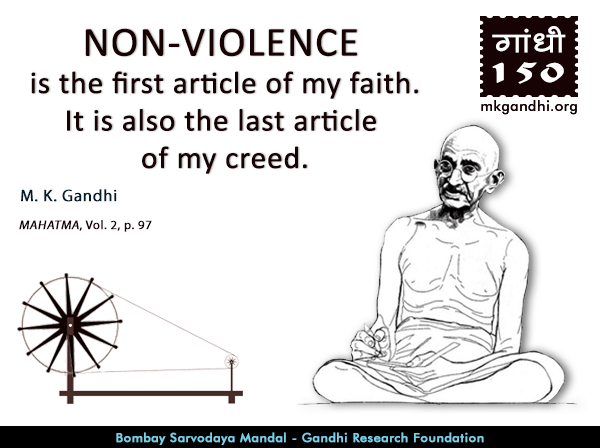 NON-VIOLENCE
is the first article of my faith.
It is also the last article
of my creed.
M. K. Gandhi
MAHATMA, Vol. 2, p. 97
गांधी
150
mkgandhi.org
Bombay Sarvodaya Mandal - Gandhi Research Foundation